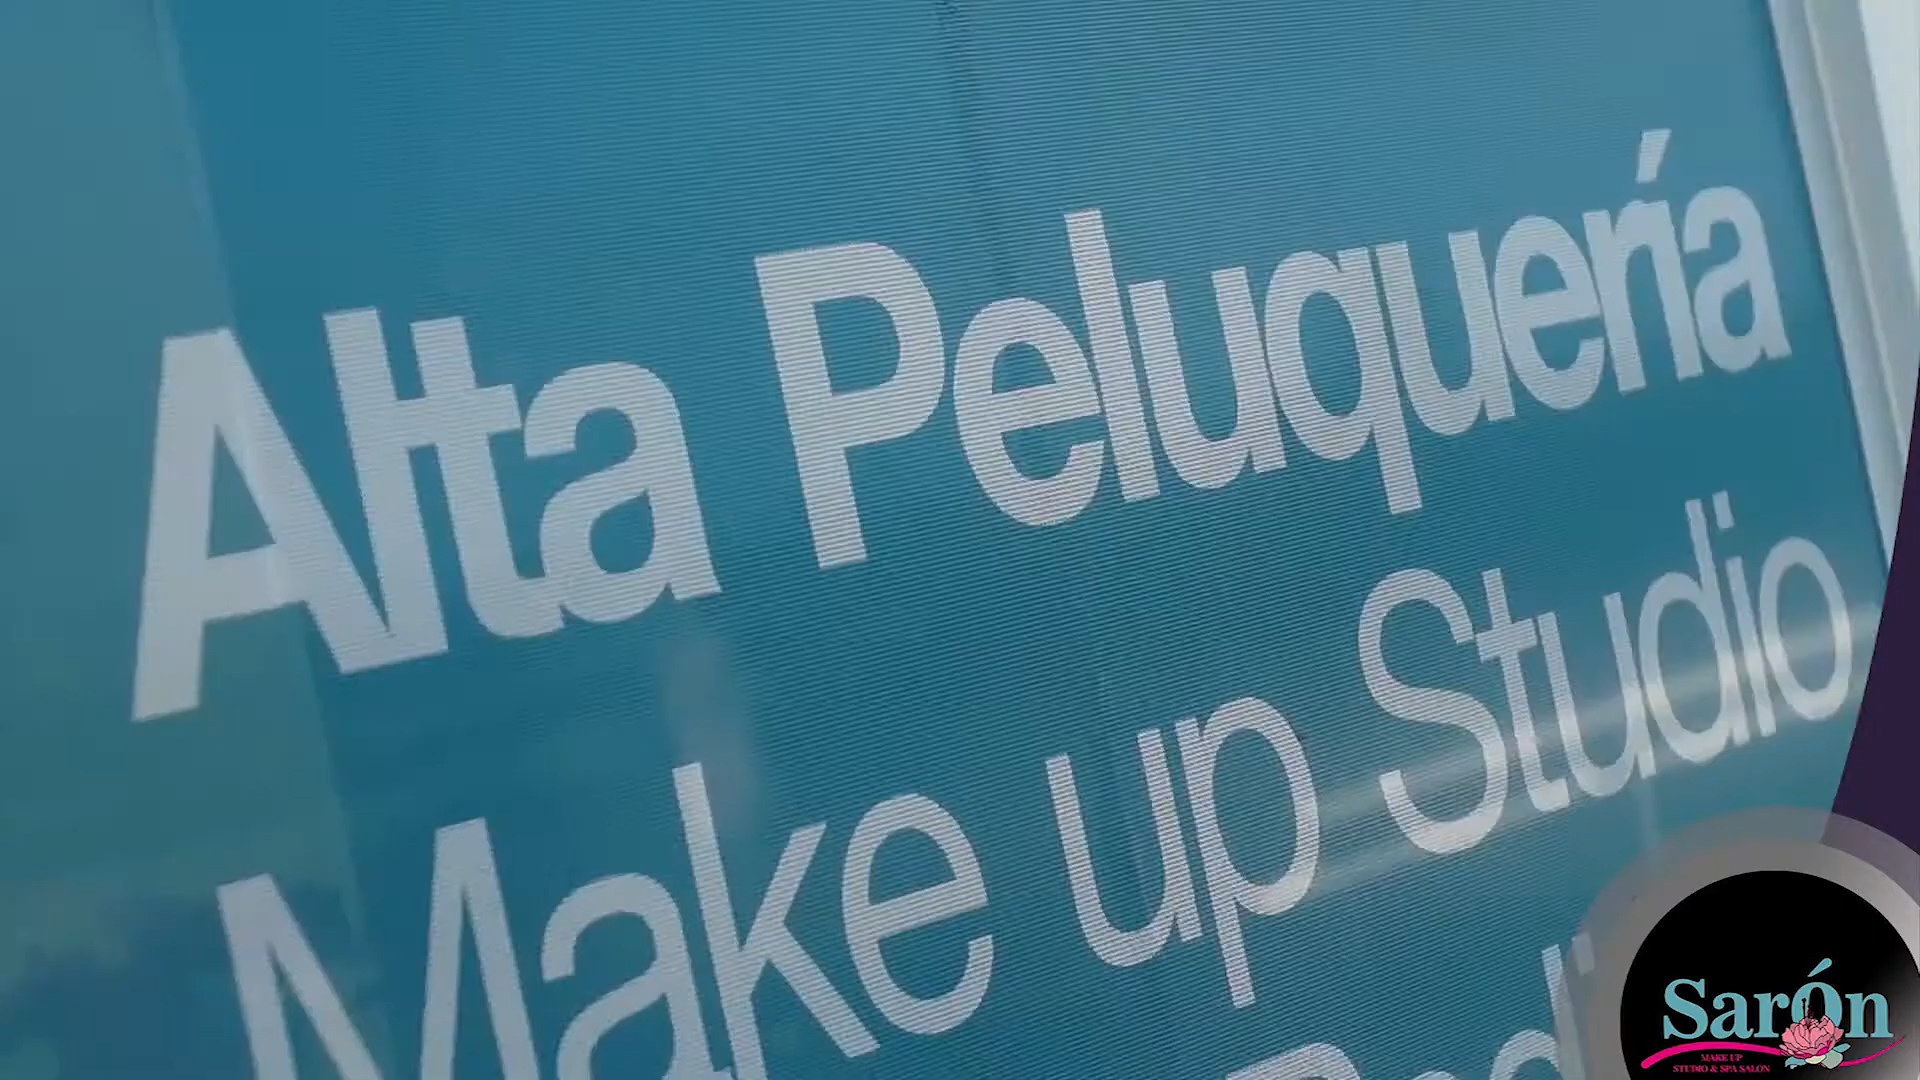 Alta Peluquería
Make up Studio
Sarón
MAKE UP
STUDIO & SPA SALON